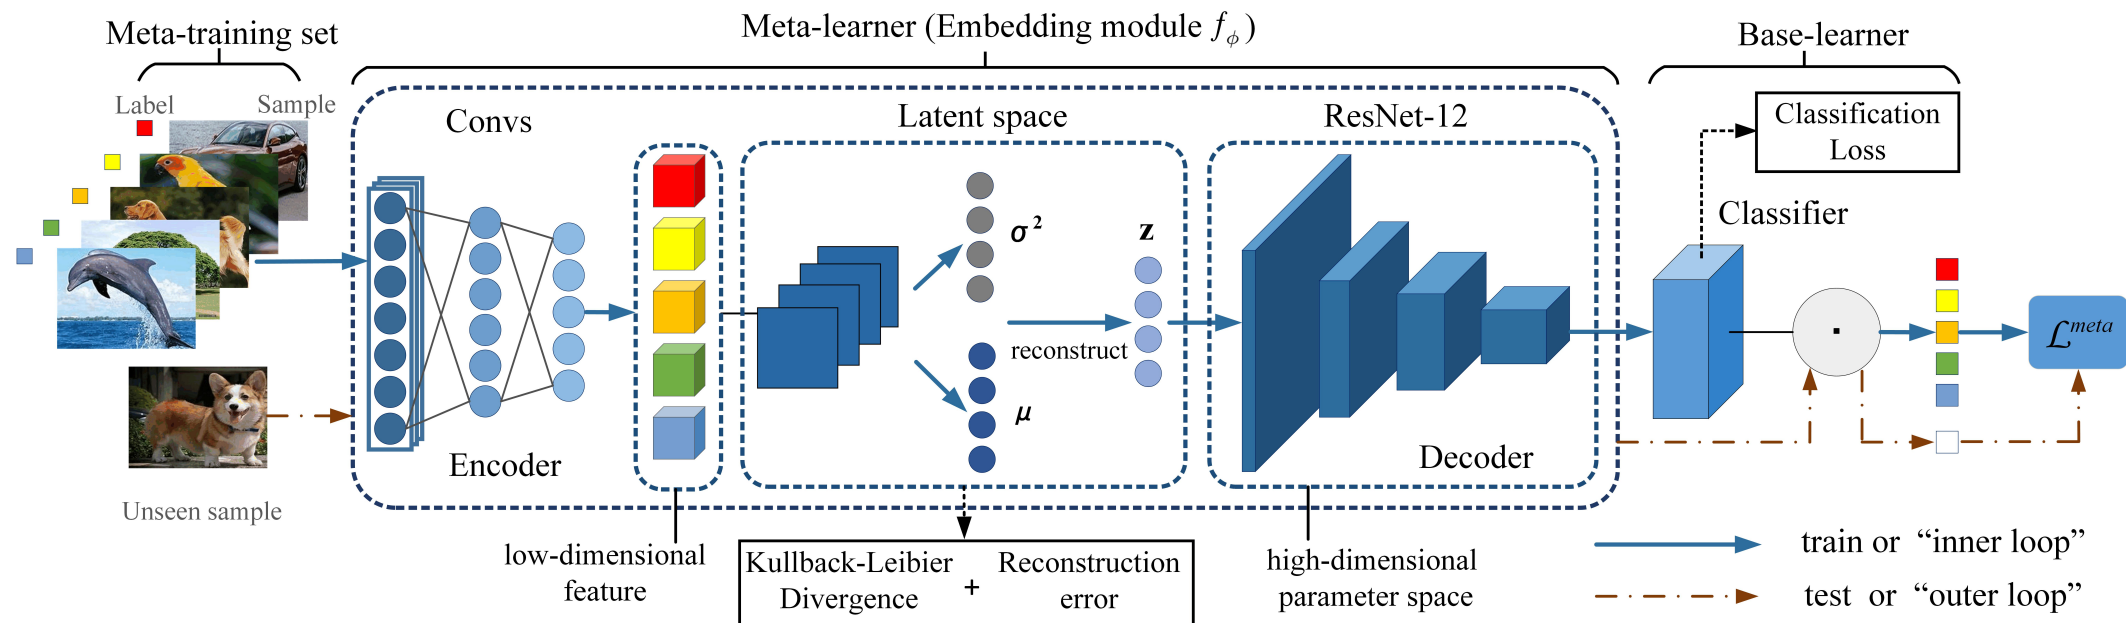 Meta-training set
Label
Sample
Unseen sample
Meta-learner (Embedding module f_ϕ)
Convs
Encoder
low-dimensional
feature
Latent space
σ²
μ
reconstruct
z
Kullback-Leibier
Divergence
+
Reconstruction
error
ResNet-12
Decoder
high-dimensional
parameter space
Base-learner
Classification
Loss
Classifier
ℒ^meta
train or “inner loop”
test or “outer loop”